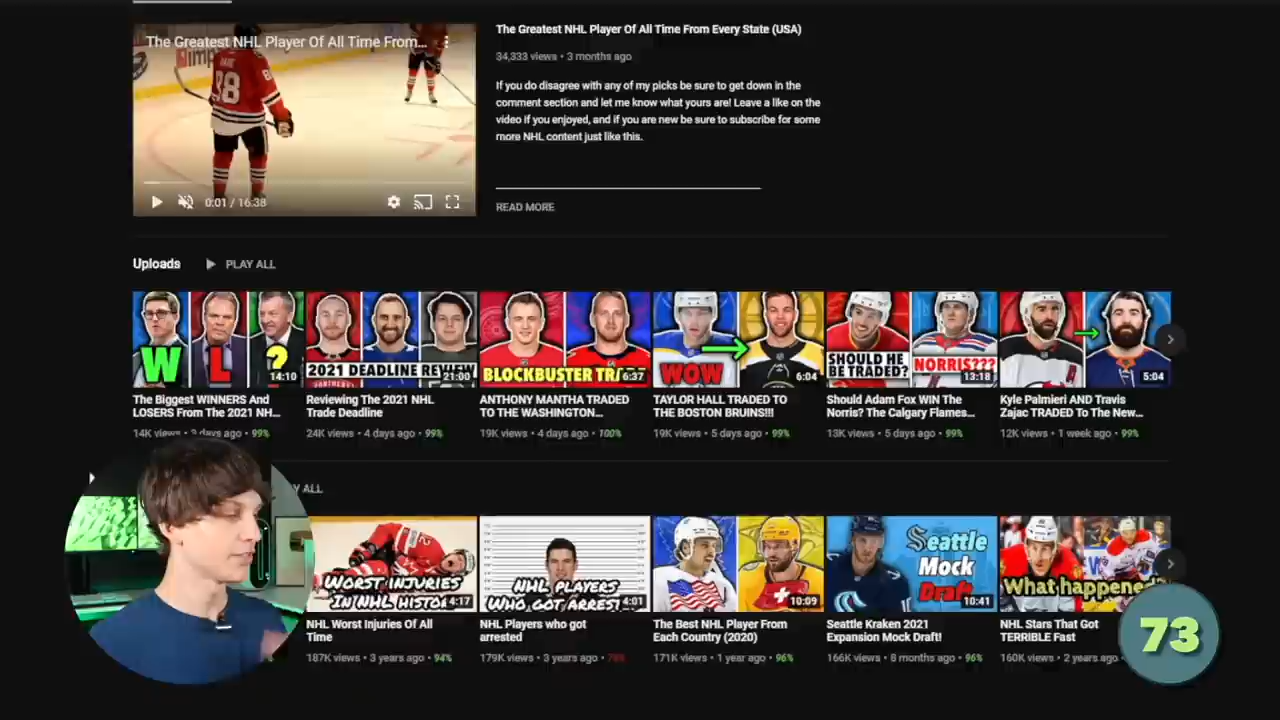 The Greatest NHL Player Of All Time From...
88
0:01 / 16:38
The Greatest NHL Player Of All Time From Every State (USA)
34,333 views • 3 months ago
If you do disagree with any of my picks be sure to get down in the
comment section and let me know what yours are! Leave a like on the
video if you enjoyed, and if you are new be sure to subscribe for some
more NHL content just like this.
READ MORE
Uploads PLAY ALL
W L ? 14:10
2021 DEADLINE REVIEW 21:00
BLOCKBUSTER 6:37
WOW 6:04
SHOULD HE
BE TRADED? NORRIS??? 13:18
5:04
The Biggest WINNERS And
LOSERS From The 2021 NH...
14K views • 3 days ago • 99%
Reviewing The 2021 NHL
Trade Deadline
24K views • 4 days ago • 99%
ANTHONY MANTHA TRADED
TO THE WASHINGTON...
19K views • 4 days ago • 100%
TAYLOR HALL TRADED TO
THE BOSTON BRUINS!!!
19K views • 5 days ago • 99%
Should Adam Fox WIN The
Norris? The Calgary Flames...
13K views • 5 days ago • 99%
Kyle Palmieri AND Travis
Zajac TRADED To The New...
12K views • 1 week ago • 99%
ALL
WORST INJURIES
IN NHL 4:17
NHL PLAYERS
WHO GOT 4:01
10:09
Seattle
Mock
Draft 10:41
What happened?
NHL Worst Injuries Of All
Time
187K views • 3 years ago • 94%
NHL Players who got
arrested
179K views • 3 years ago
The Best NHL Player From
Each Country (2020)
171K views • 1 year ago • 96%
Seattle Kraken 2021
Expansion Mock Draft!
166K views • 8 months ago • 96%
NHL Stars That Got
TERRIBLE Fast
160K views • 2 years ago
73